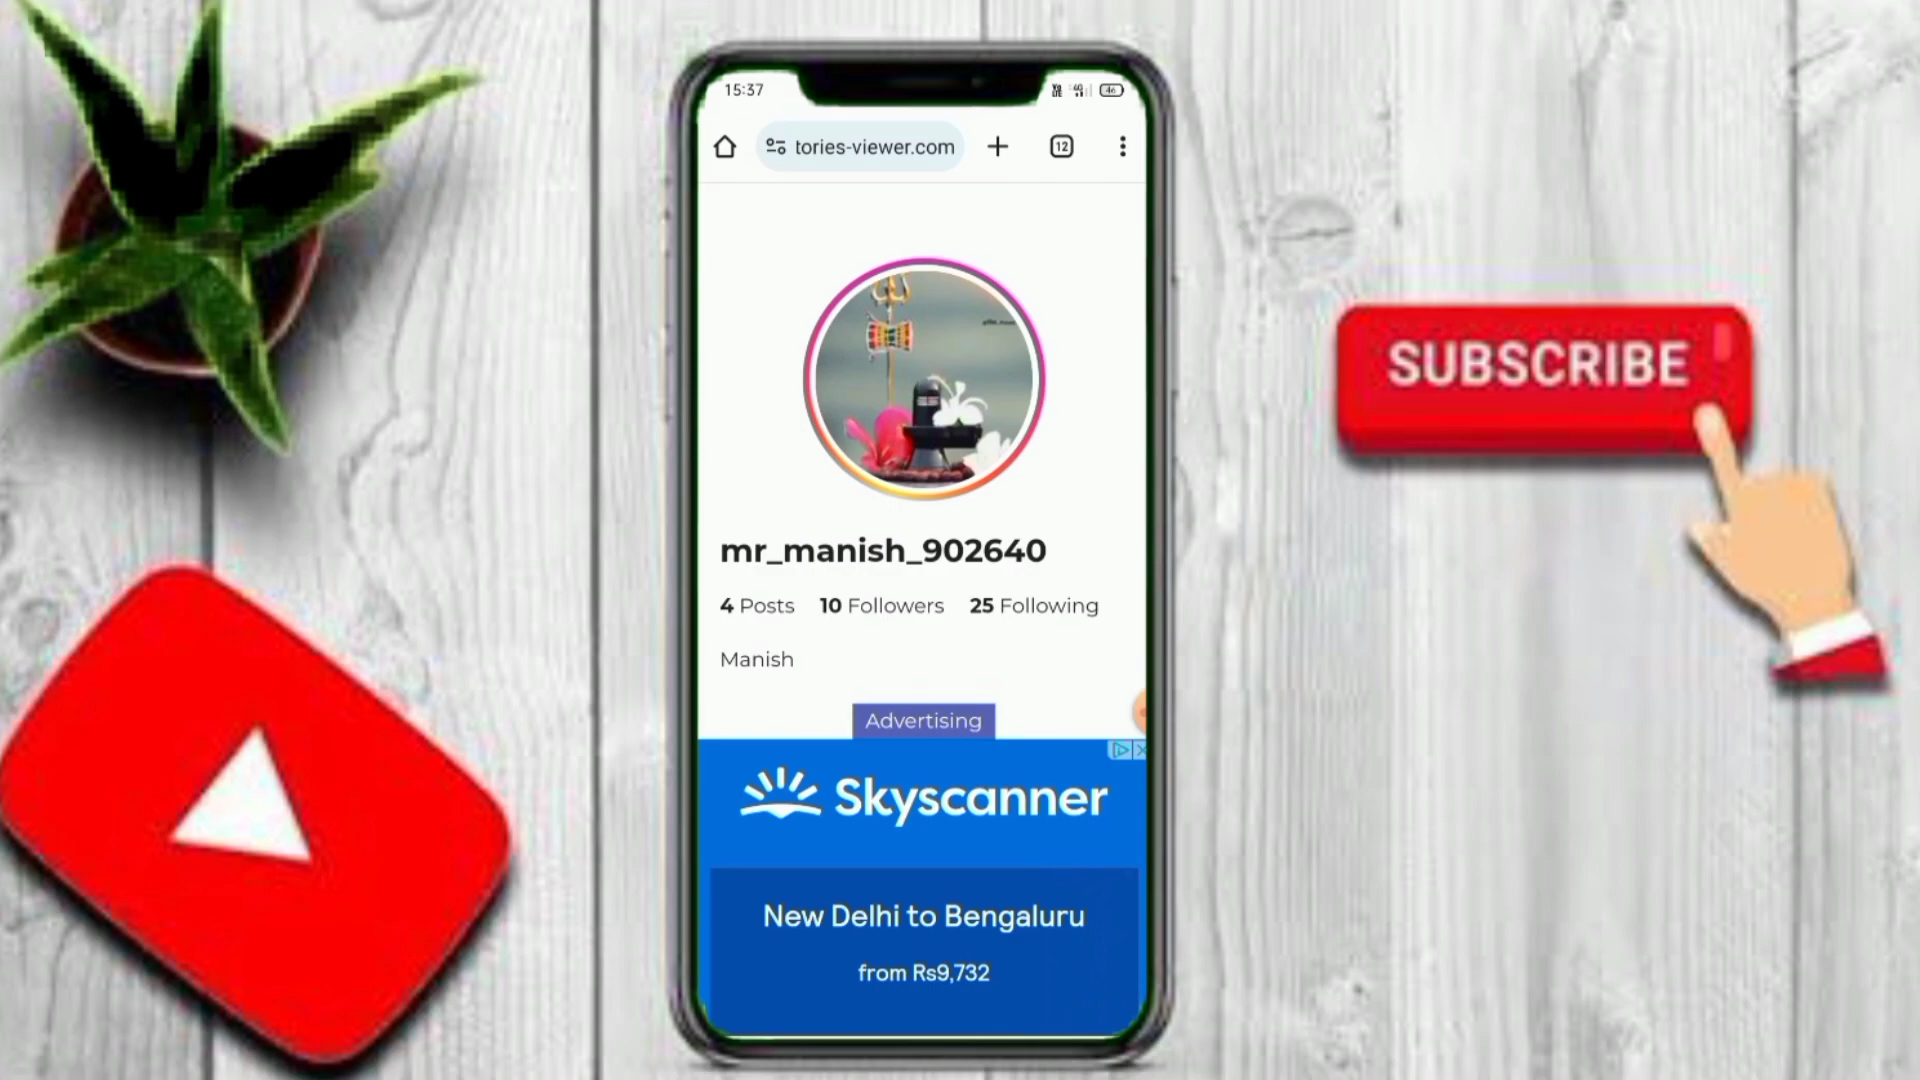 15:37
46
tories-viewer.com
12
mr_manish_902640
4 Posts 10 Followers 25 Following
Manish
Advertising
Skyscanner
New Delhi to Bengaluru
from Rs9,732
SUBSCRIBE